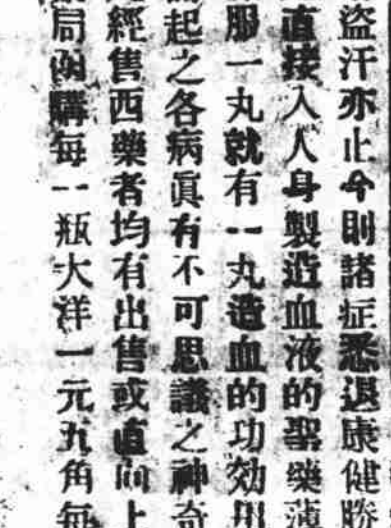 盜汗亦止今則諸症悉退康健勝
直接入人身製造血液的聖藥
服一丸就有一丸造血的功効
起之各病眞有不可思議之神奇
經售西藥者均有出售或直向上
局函購每一瓶大洋一元五角每